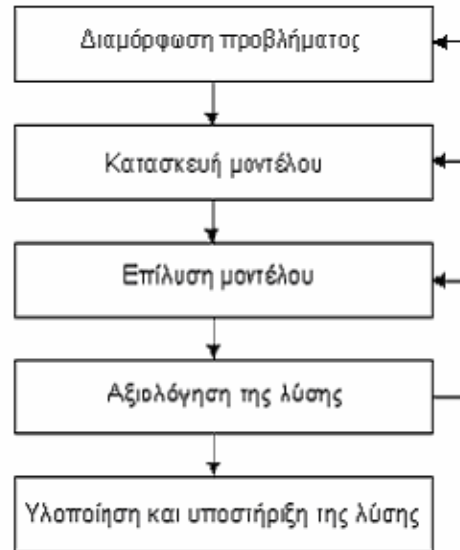 Διαμόρφωση προβλήματος
Κατασκευή μοντέλου
Επίλυση μοντέλου
Αξιολόγηση της λύσης
Υλοποίηση και υποστήριξη της λύσης